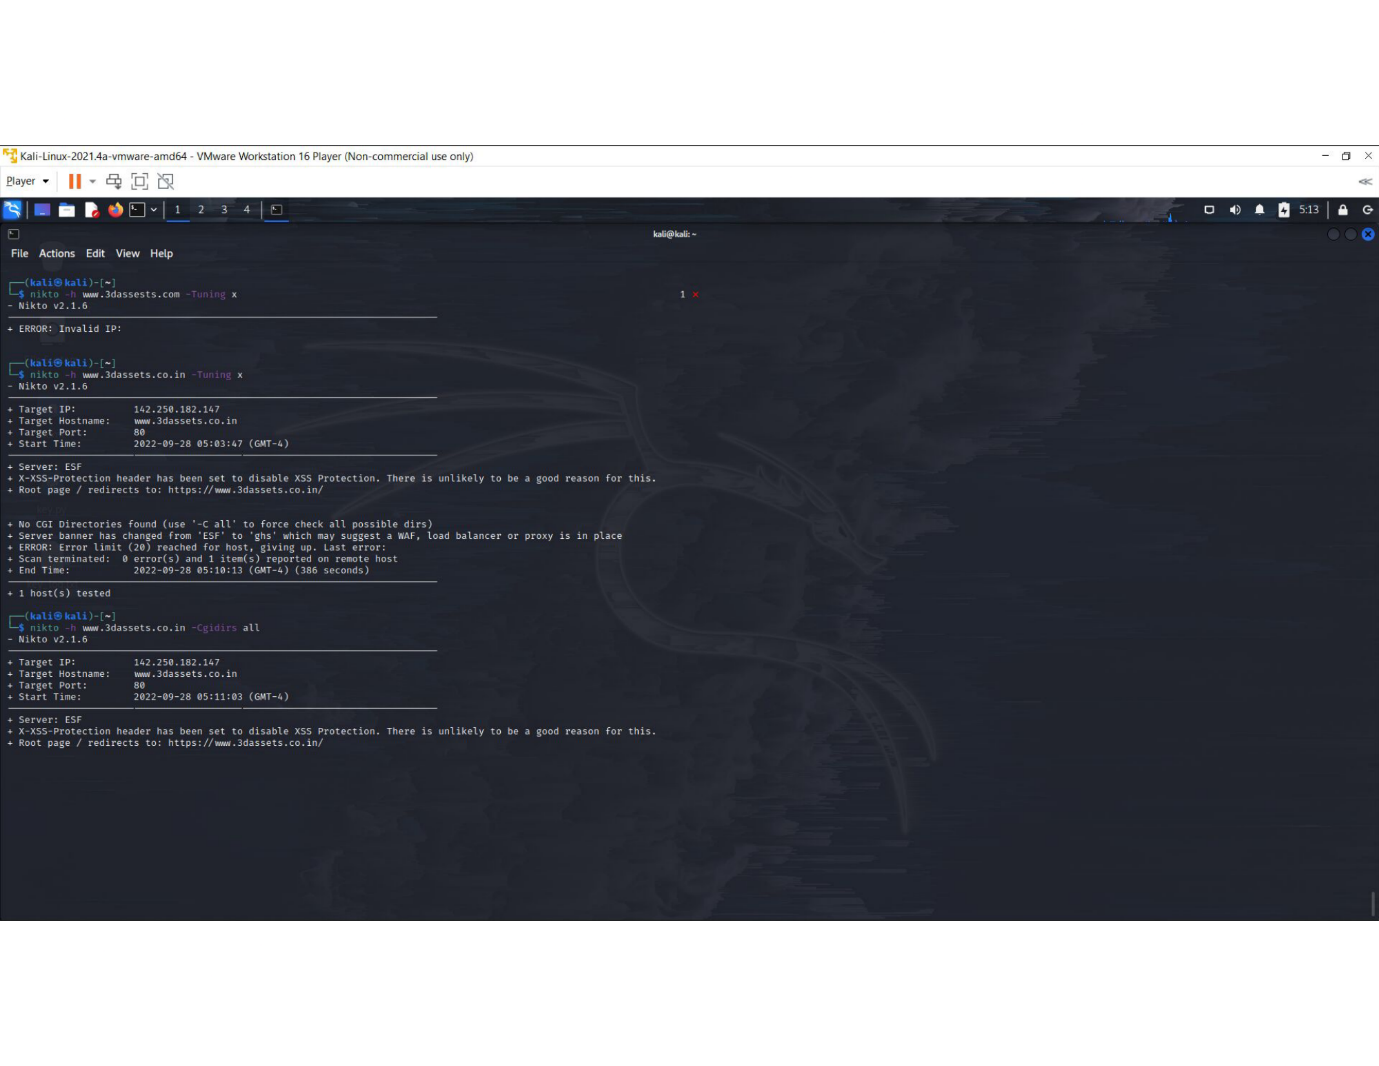 Kali-Linux-2021.4a-vmware-amd64 - VMware Workstation 16 Player (Non-commercial use only)
Player
1 2 3 4 5:13
kali@kali: ~
File Actions Edit View Help
┌──(kali㉿kali)-[~]
└─$ nikto -h www.3dassests.com -Tuning x 1 ⨯
- Nikto v2.1.6
+ ERROR: Invalid IP:
┌──(kali㉿kali)-[~]
└─$ nikto -h www.3dassets.co.in -Tuning x
- Nikto v2.1.6
+ Target IP: 142.250.182.147
+ Target Hostname: www.3dassets.co.in
+ Target Port: 80
+ Start Time: 2022-09-28 05:03:47 (GMT-4)
+ Server: ESF
+ X-XSS-Protection header has been set to disable XSS Protection. There is unlikely to be a good reason for this.
+ Root page / redirects to: https://www.3dassets.co.in/
+ No CGI Directories found (use '-C all' to force check all possible dirs)
+ Server banner has changed from 'ESF' to 'ghs' which may suggest a WAF, load balancer or proxy is in place
+ ERROR: Error limit (20) reached for host, giving up. Last error:
+ Scan terminated: 0 error(s) and 1 item(s) reported on remote host
+ End Time: 2022-09-28 05:10:13 (GMT-4) (386 seconds)
+ 1 host(s) tested
┌──(kali㉿kali)-[~]
└─$ nikto -h www.3dassets.co.in -Cgidirs all
- Nikto v2.1.6
+ Target IP: 142.250.182.147
+ Target Hostname: www.3dassets.co.in
+ Target Port: 80
+ Start Time: 2022-09-28 05:11:03 (GMT-4)
+ Server: ESF
+ X-XSS-Protection header has been set to disable XSS Protection. There is unlikely to be a good reason for this.
+ Root page / redirects to: https://www.3dassets.co.in/